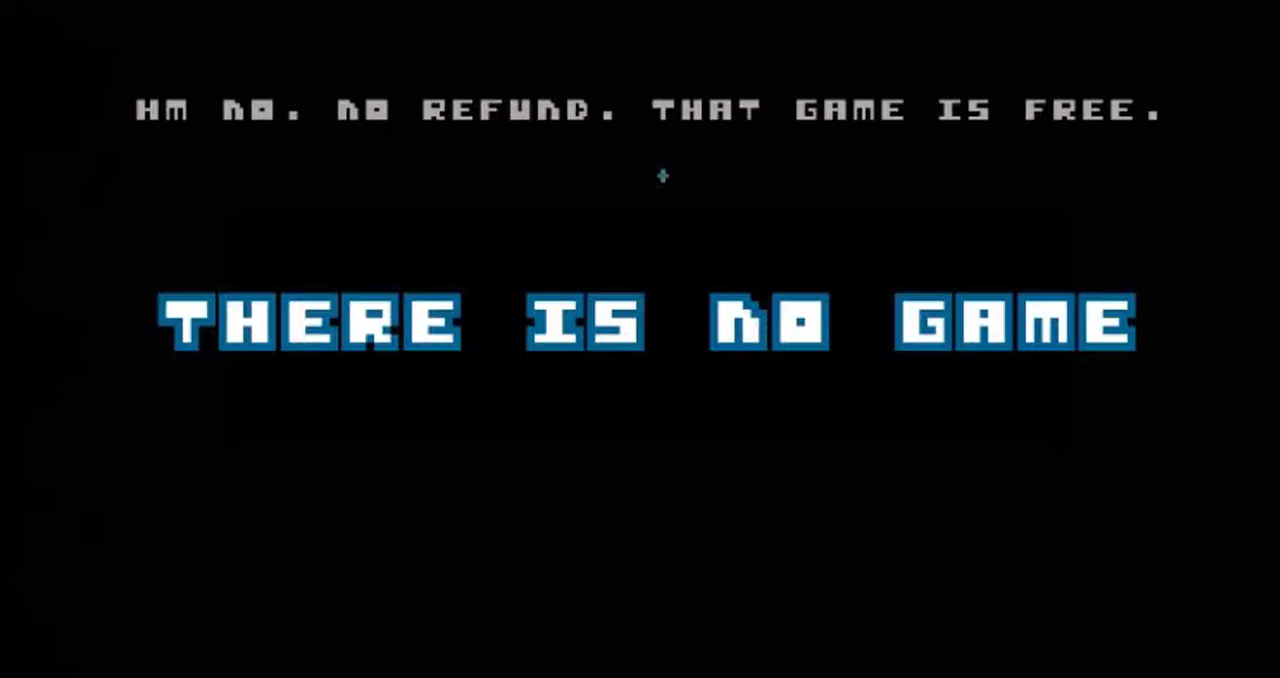 HM NO. NO REFUND. THAT GAME IS FREE.
THERE IS NO GAME